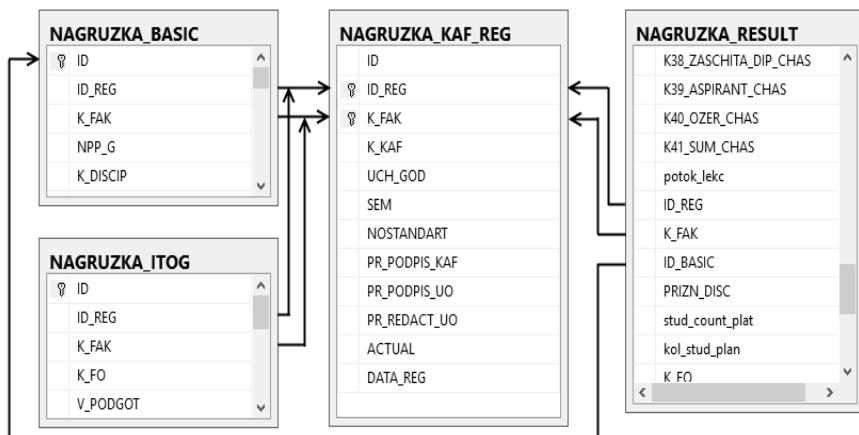 NAGRUZKA_BASIC
ID
ID_REG
K_FAK
NPP_G
K_DISCIP
NAGRUZKA_ITOG
ID
ID_REG
K_FAK
K_FO
V_PODGOT
NAGRUZKA_KAF_REG
ID
ID_REG
K_FAK
K_KAF
UCH_GOD
SEM
NOSTANDART
PR_PODPIS_KAF
PR_PODPIS_UO
PR_REDACT_UO
ACTUAL
DATA_REG
NAGRUZKA_RESULT
K38_ZASCHITA_DIP_CHAS
K39_ASPIRANT_CHAS
K40_OZER_CHAS
K41_SUM_CHAS
potok_lekc
ID_REG
K_FAK
ID_BASIC
PRIZN_DISC
stud_count_plat
kol_stud_plan
K_FO